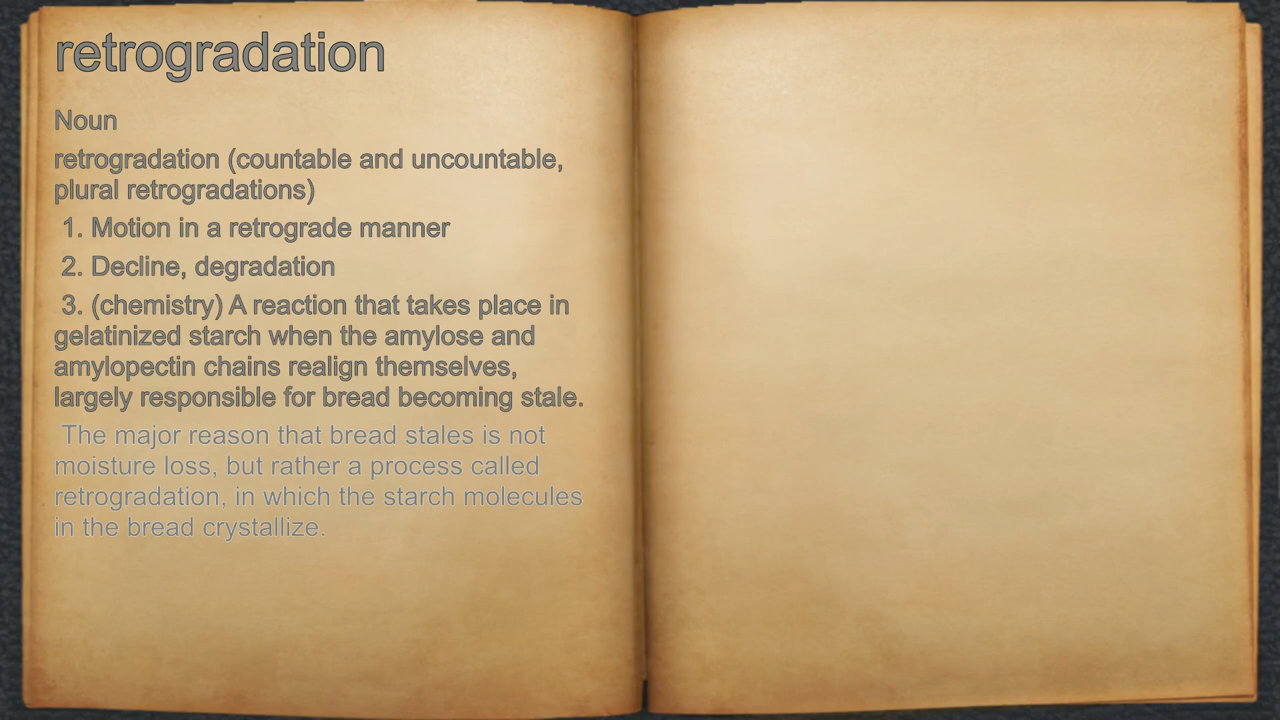 retrogradation
Noun
retrogradation (countable and uncountable,
plural retrogradations)
1. Motion in a retrograde manner
2. Decline, degradation
3. (chemistry) A reaction that takes place in
gelatinized starch when the amylose and
amylopectin chains realign themselves,
largely responsible for bread becoming stale.
The major reason that bread stales is not
moisture loss, but rather a process called
retrogradation, in which the starch molecules
in the bread crystallize.